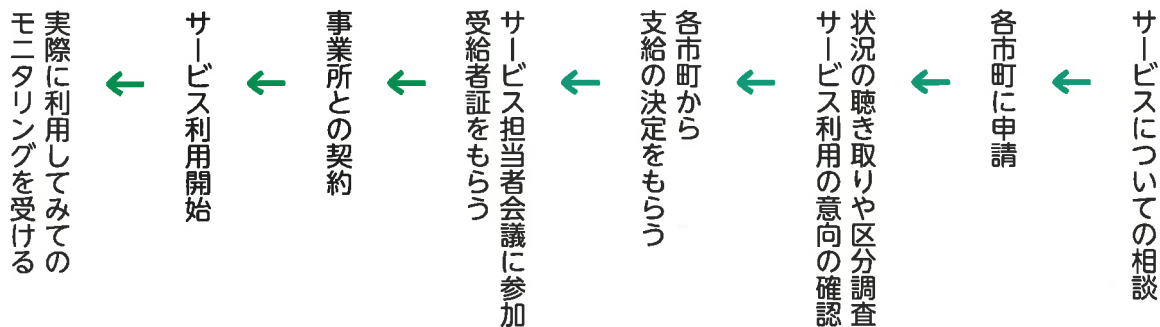 サービスについての相談
各市町に申請
状況の聴き取りや区分調査
サービス利用の意向の確認
各市町から
支給の決定をもらう
サービス担当者会議に参加
受給者証をもらう
事業所との契約
サービス利用開始
実際に利用してみての
モニタリングを受ける